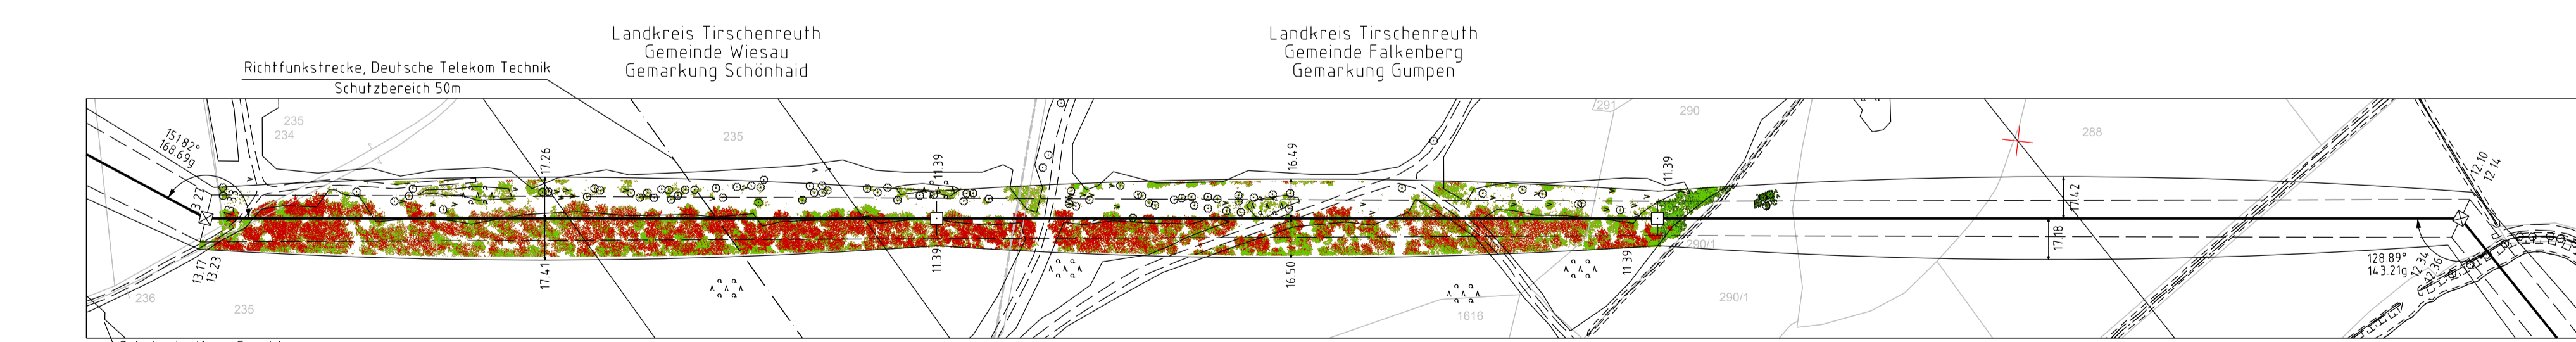 Landkreis Tirschenreuth
Gemeinde Wiesau
Gemarkung Schönhaid
Landkreis Tirschenreuth
Gemeinde Falkenberg
Gemarkung Gumpen
Richtfunkstrecke, Deutsche Telekom Technik
Schutzbereich 50m
235
234
235
291
290
288
151.82°
168.69g
17.26
11.39
16.49
11.39
12.10
12.14
17.42
13.17
13.23
17.41
11.39
16.50
11.39
290/1
17.18
128.89°
143.21g
12.34
12.36
236
235
1616
290/1